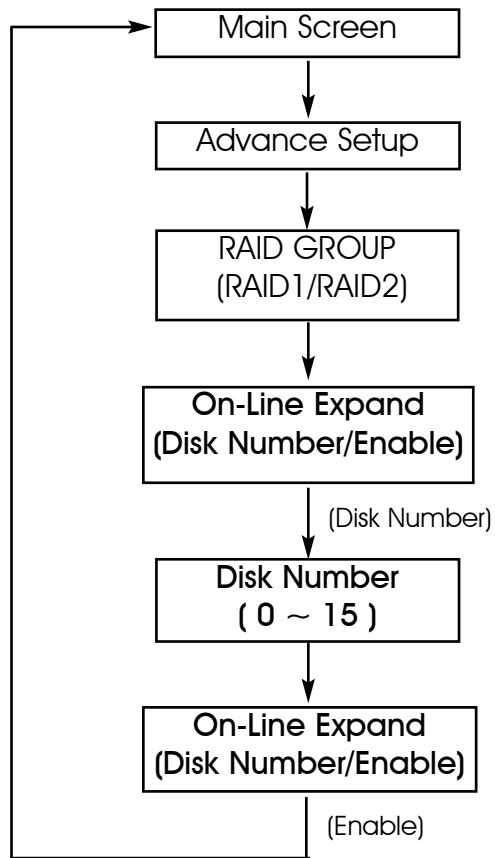 Main Screen
Advance Setup
RAID GROUP
(RAID1/RAID2)
On-Line Expand
(Disk Number/Enable)
(Disk Number)
Disk Number
( 0 ~ 15 )
On-Line Expand
(Disk Number/Enable)
(Enable)